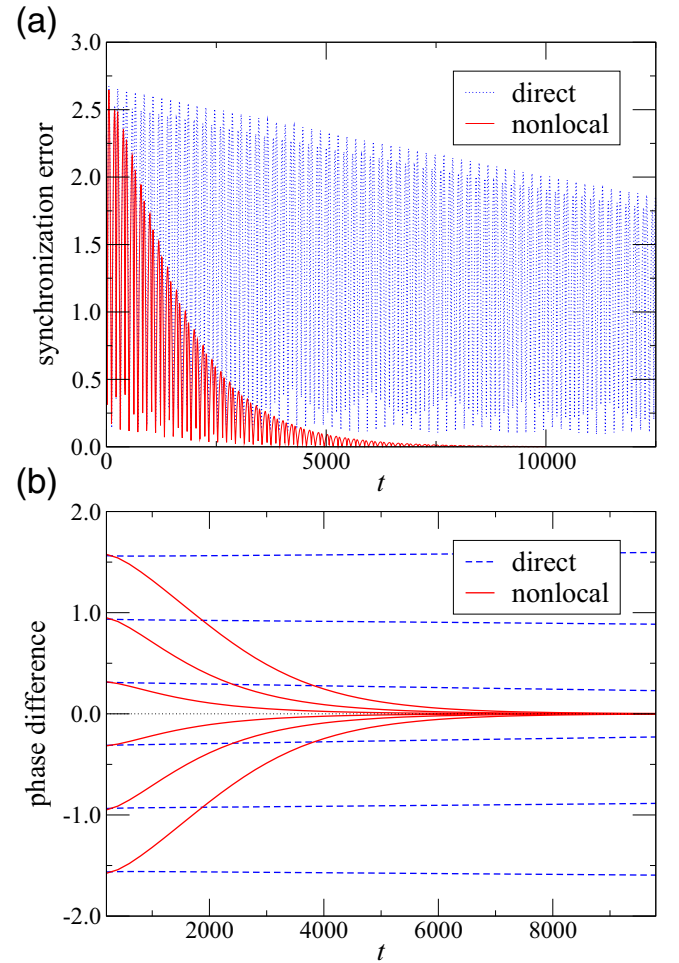 (a)
3.0
2.5
2.0
1.5
1.0
0.5
0.0
synchronization error
direct
nonlocal
0
5000
10000
t
(b)
2.0
1.0
0.0
-1.0
-2.0
phase difference
direct
nonlocal
2000
4000
6000
8000
t